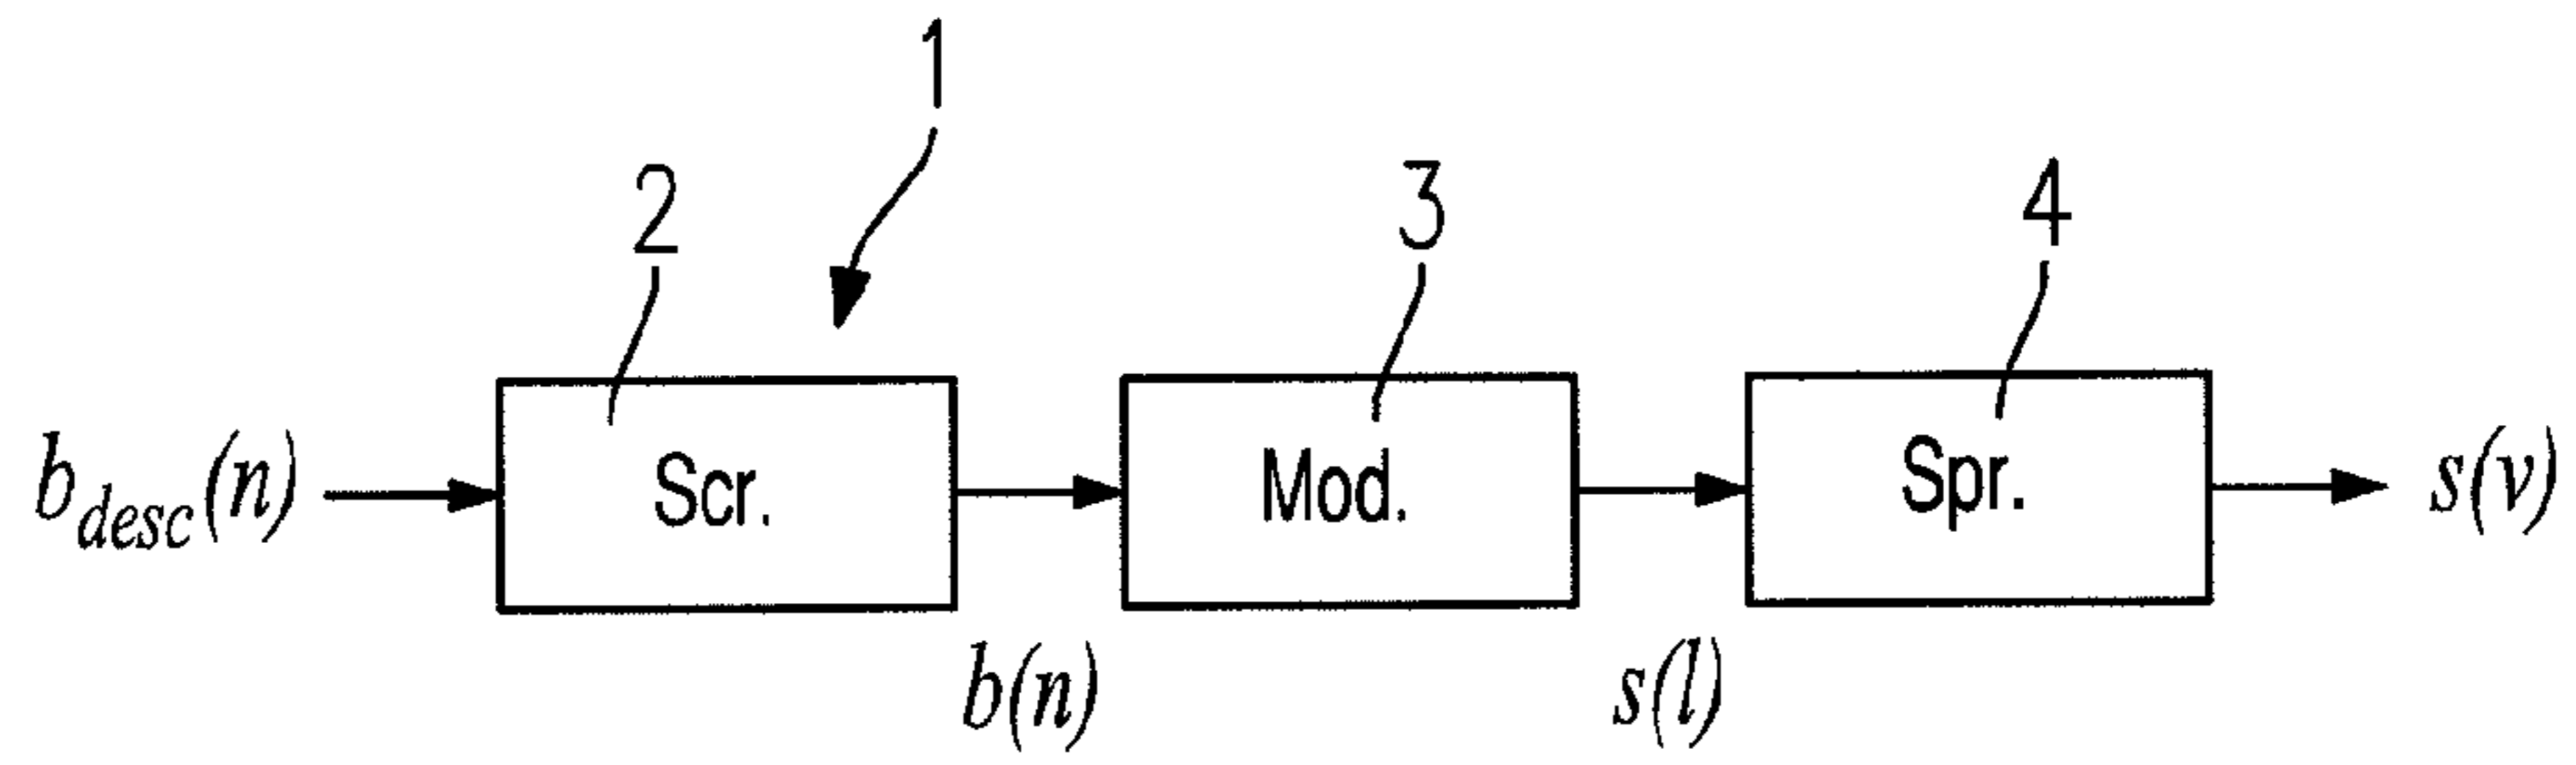 1
2
3
4
b_desc(n)
Scr.
Mod.
Spr.
s(v)
b(n)
s(l)